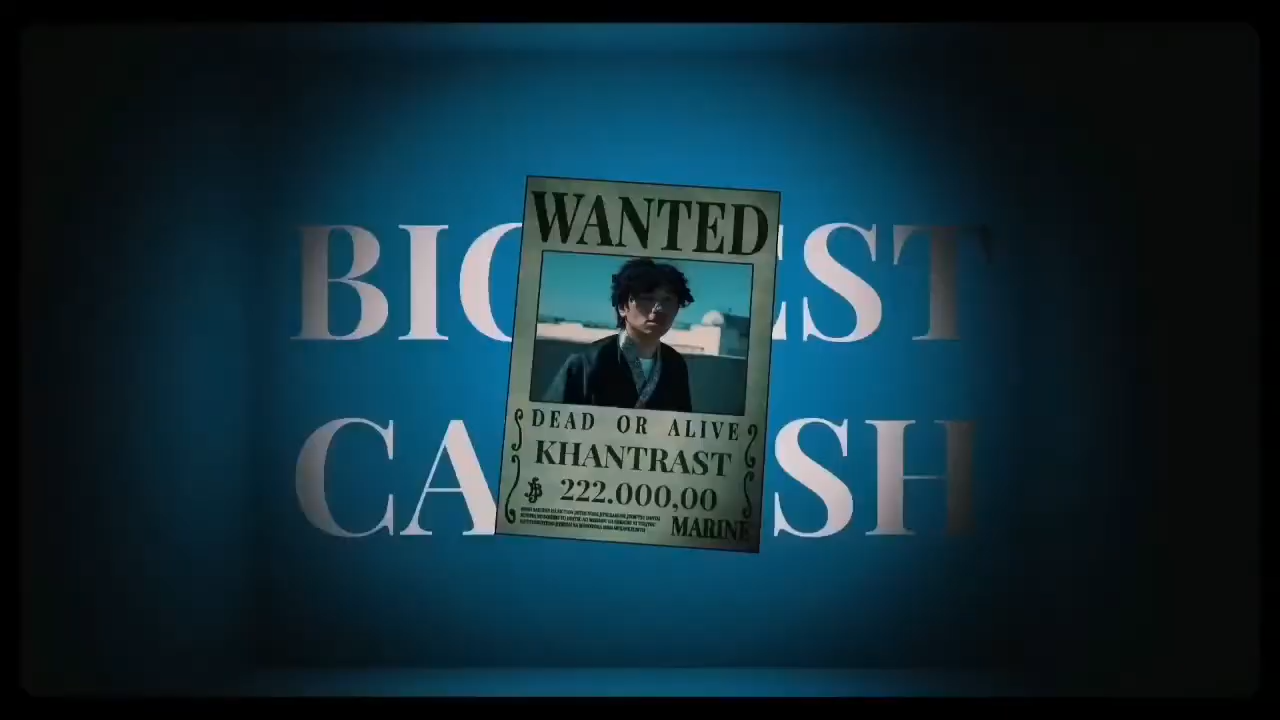 BIG EST
CA SH
WANTED
DEAD OR ALIVE
KHANTRAST
222.000,00
MARINE